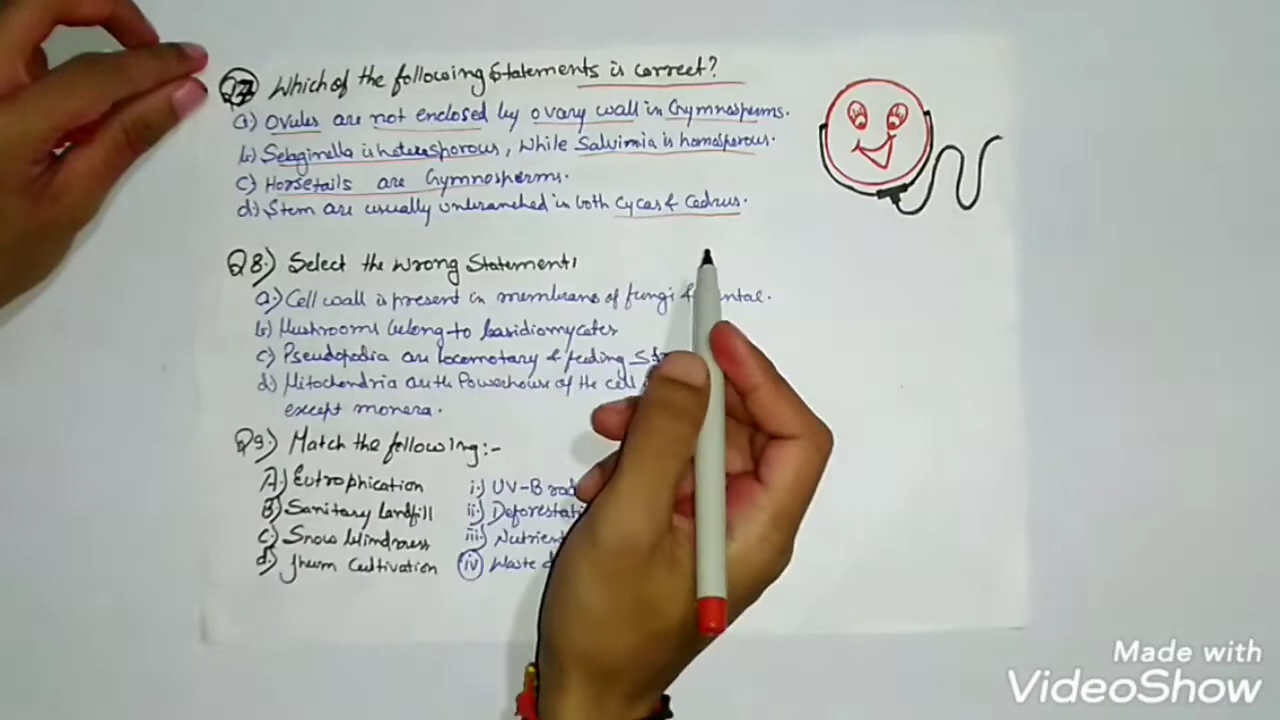 Q7 Which of the following statements is correct?
a) Ovules are not enclosed by ovary wall in Gymnosperms.
b) Selaginella is heterosporous, while Salvinia is homosporous.
c) Horsetails are Gymnosperms.
d) Stem are usually unbranched in both Cycas & Cedrus.
Q8.) Select the wrong Statement!
a.) Cell wall is present in membrane of fungi &
b) Mushrooms belong to basidiomycetes
c) Pseudopodia are locomotary & feeding
d) Mitochondria are the Powerhouse of the cell
except monera.
Q9.) Match the following:-
A.) Eutrophication i.) UV-B
B) Sanitary landfill ii.)
C) Snow blindness iii.)
d) Jhum Cultivation iv) Waste
Made with
VideoShow